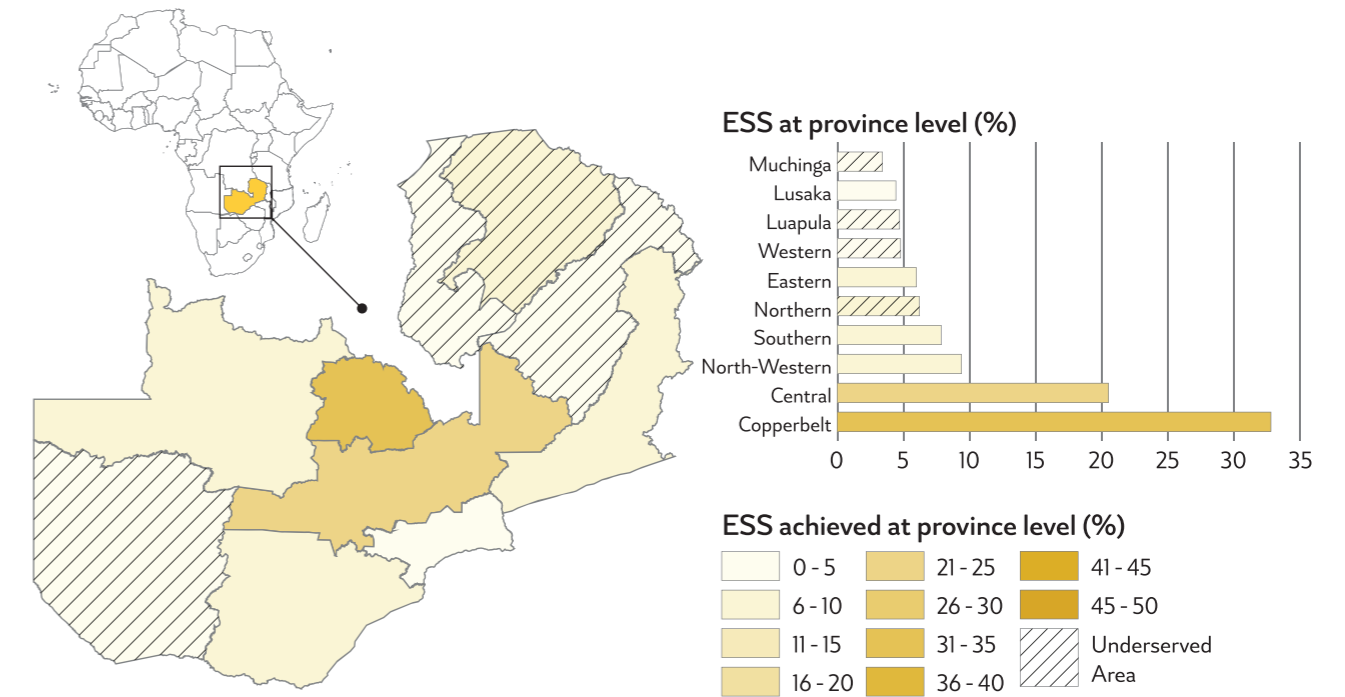 ESS at province level (%)
Muchinga
Lusaka
Luapula
Western
Eastern
Northern
Southern
North-Western
Central
Copperbelt
0 5 10 15 20 25 30 35
ESS achieved at province level (%)
0 - 5
6 - 10
11 - 15
16 - 20
21 - 25
26 - 30
31 - 35
36 - 40
41 - 45
45 - 50
Underserved
Area